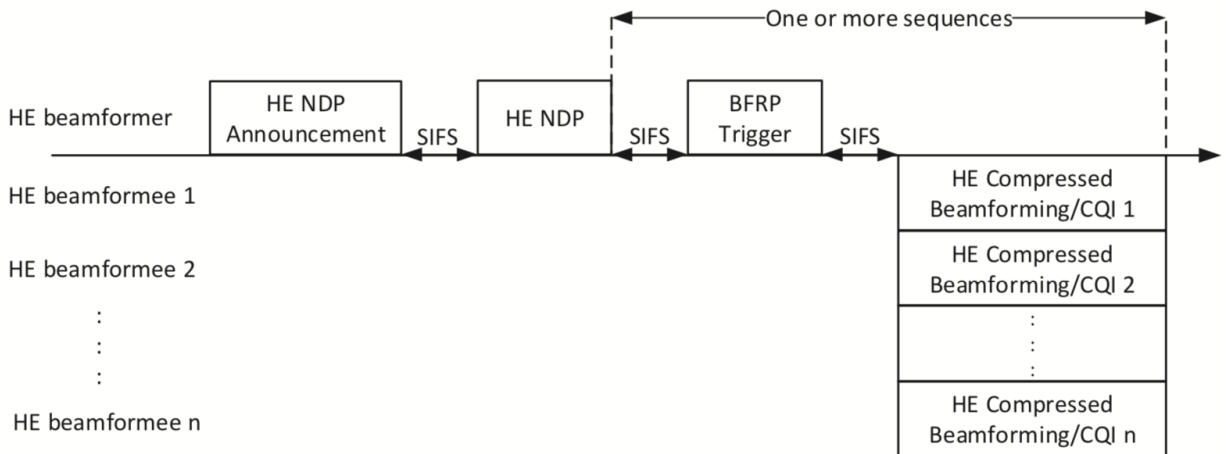 One or more sequences
HE beamformer
HE NDP
Announcement
SIFS
HE NDP
SIFS
BFRP
Trigger
SIFS
HE beamformee 1
HE Compressed
Beamforming/CQI 1
HE beamformee 2
HE Compressed
Beamforming/CQI 2
HE beamformee n
HE Compressed
Beamforming/CQI n